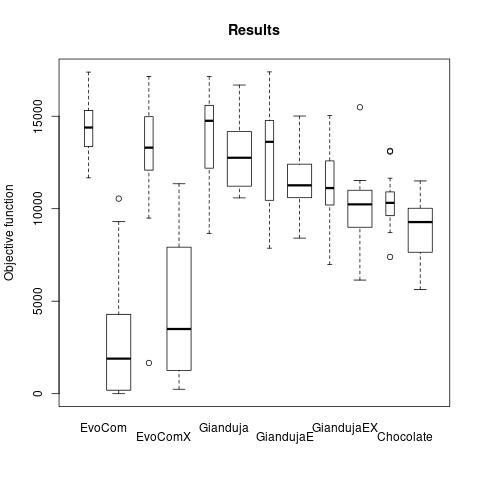 Results
Objective function
15000
10000
5000
0
EvoCom
EvoComX
Gianduja
GiandujaE
GiandujaEX
Chocolate